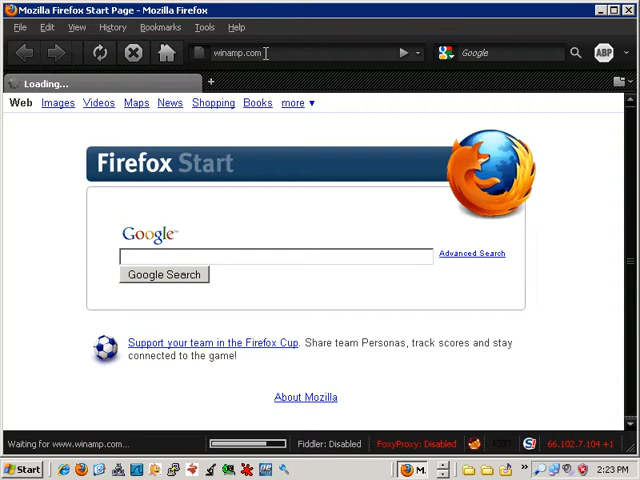 Mozilla Firefox Start Page - Mozilla Firefox
File Edit View History Bookmarks Tools Help
winamp.com
Google
ABP
Loading...
Web Images Videos Maps News Shopping Books more ▼
Firefox Start
Google™
Advanced Search
Google Search
Support your team in the Firefox Cup. Share team Personas, track scores and stay
connected to the game!
About Mozilla
Waiting for www.winamp.com... Fiddler: Disabled FoxyProxy: Disabled 66.102.7.104 +1
Start M. 2:23 PM